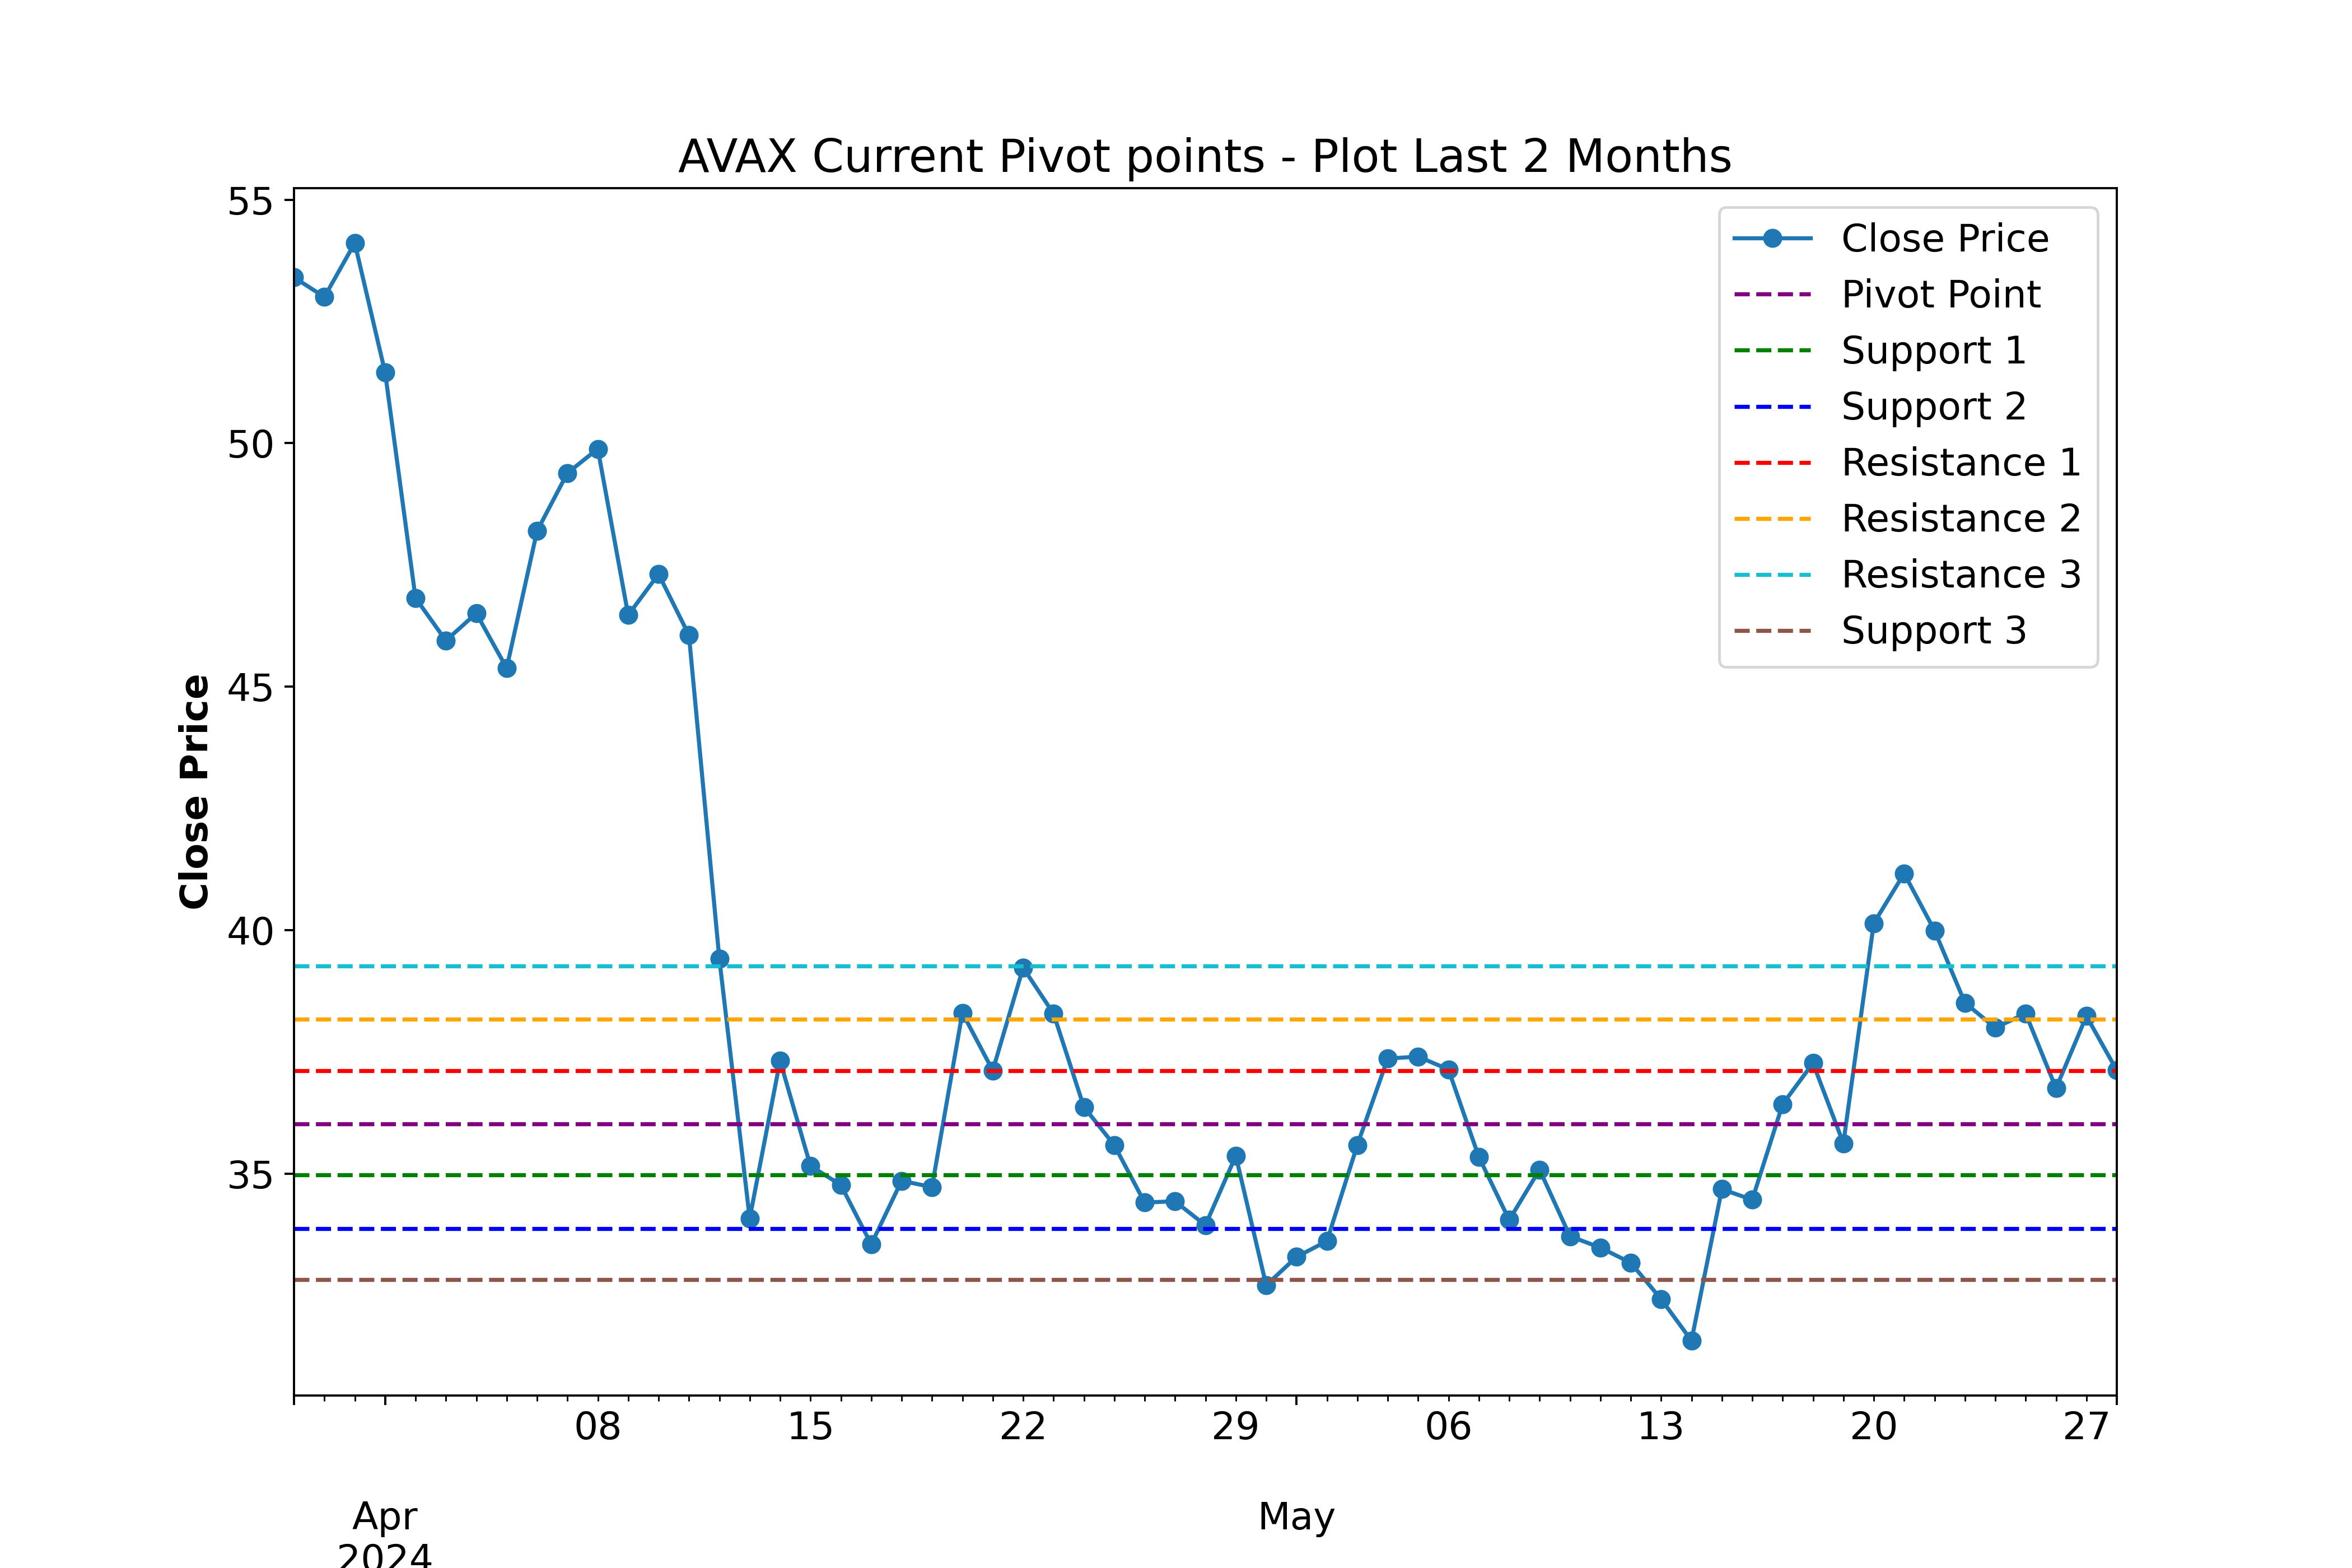 AVAX Current Pivot points - Plot Last 2 Months
55
50
45
40
35
Close Price
Close Price
Pivot Point
Support 1
Support 2
Resistance 1
Resistance 2
Resistance 3
Support 3
08 15 22 29 06 13 20 27
Apr May
2024